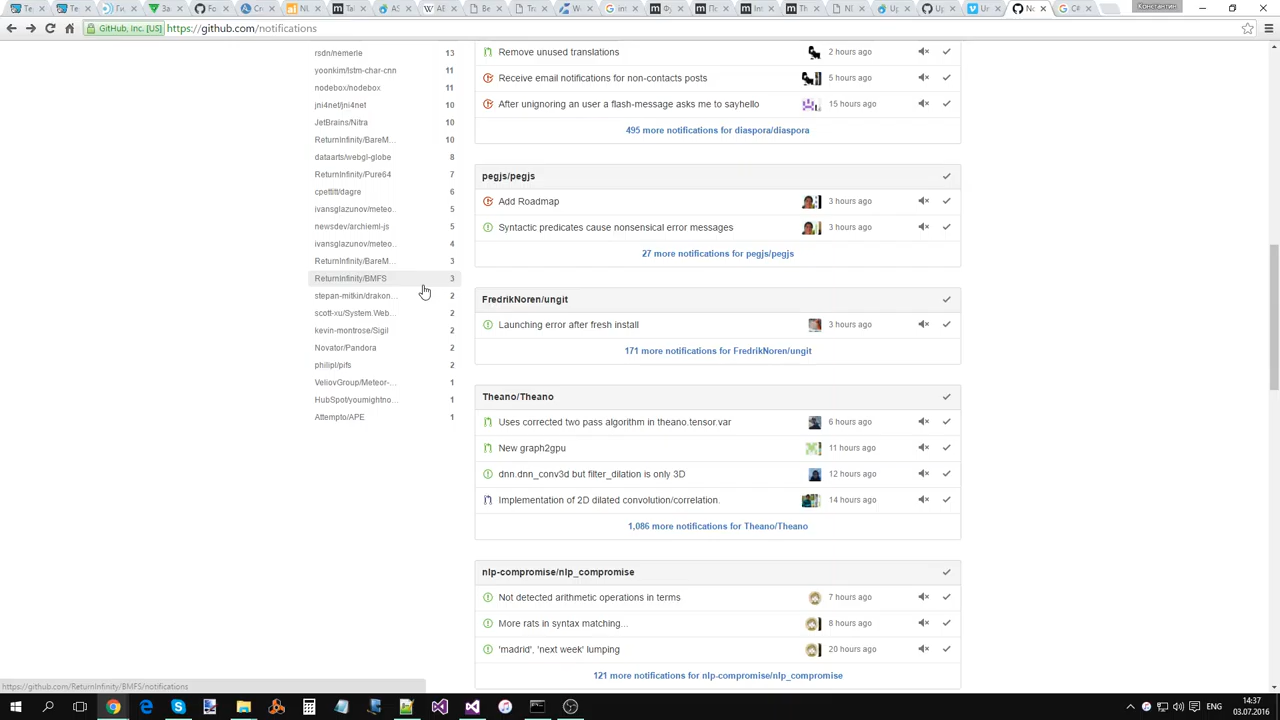 Константин
GitHub, Inc. [US]
https://github.com/notifications
rsdn/nemerle 13
yoonkim/lstm-char-cnn 11
nodebox/nodebox 11
jni4net/jni4net 10
JetBrains/Nitra 10
ReturnInfinity/BareM... 10
dataarts/webgl-globe 8
ReturnInfinity/Pure64 7
cpettitt/dagre 6
ivansglazunov/meteo... 5
newsdev/archieml-js 5
ivansglazunov/meteo... 4
ReturnInfinity/BareM... 3
ReturnInfinity/BMFS 3
stepan-mitkin/drakon... 2
scott-xu/System.Web... 2
kevin-montrose/Sigil 2
Novator/Pandora 2
philipl/pifs 2
VeliovGroup/Meteor-... 1
HubSpot/youmightno... 1
Attempto/APE 1
Remove unused translations 2 hours ago
Receive email notifications for non-contacts posts 5 hours ago
After unignoring an user a flash-message asks me to sayhello 15 hours ago
495 more notifications for diaspora/diaspora
pegjs/pegjs
Add Roadmap 3 hours ago
Syntactic predicates cause nonsensical error messages 3 hours ago
27 more notifications for pegjs/pegjs
FredrikNoren/ungit
Launching error after fresh install 3 hours ago
171 more notifications for FredrikNoren/ungit
Theano/Theano
Uses corrected two pass algorithm in theano.tensor.var 6 hours ago
New graph2gpu 11 hours ago
dnn.dnn_conv3d but filter_dilation is only 3D 12 hours ago
Implementation of 2D dilated convolution/correlation. 14 hours ago
1,086 more notifications for Theano/Theano
nlp-compromise/nlp_compromise
Not detected arithmetic operations in terms 7 hours ago
More rats in syntax matching... 8 hours ago
'madrid', 'next week' lumping 20 hours ago
121 more notifications for nlp-compromise/nlp_compromise
https://github.com/ReturnInfinity/BMFS/notifications
ENG
14:37
03.07.2016